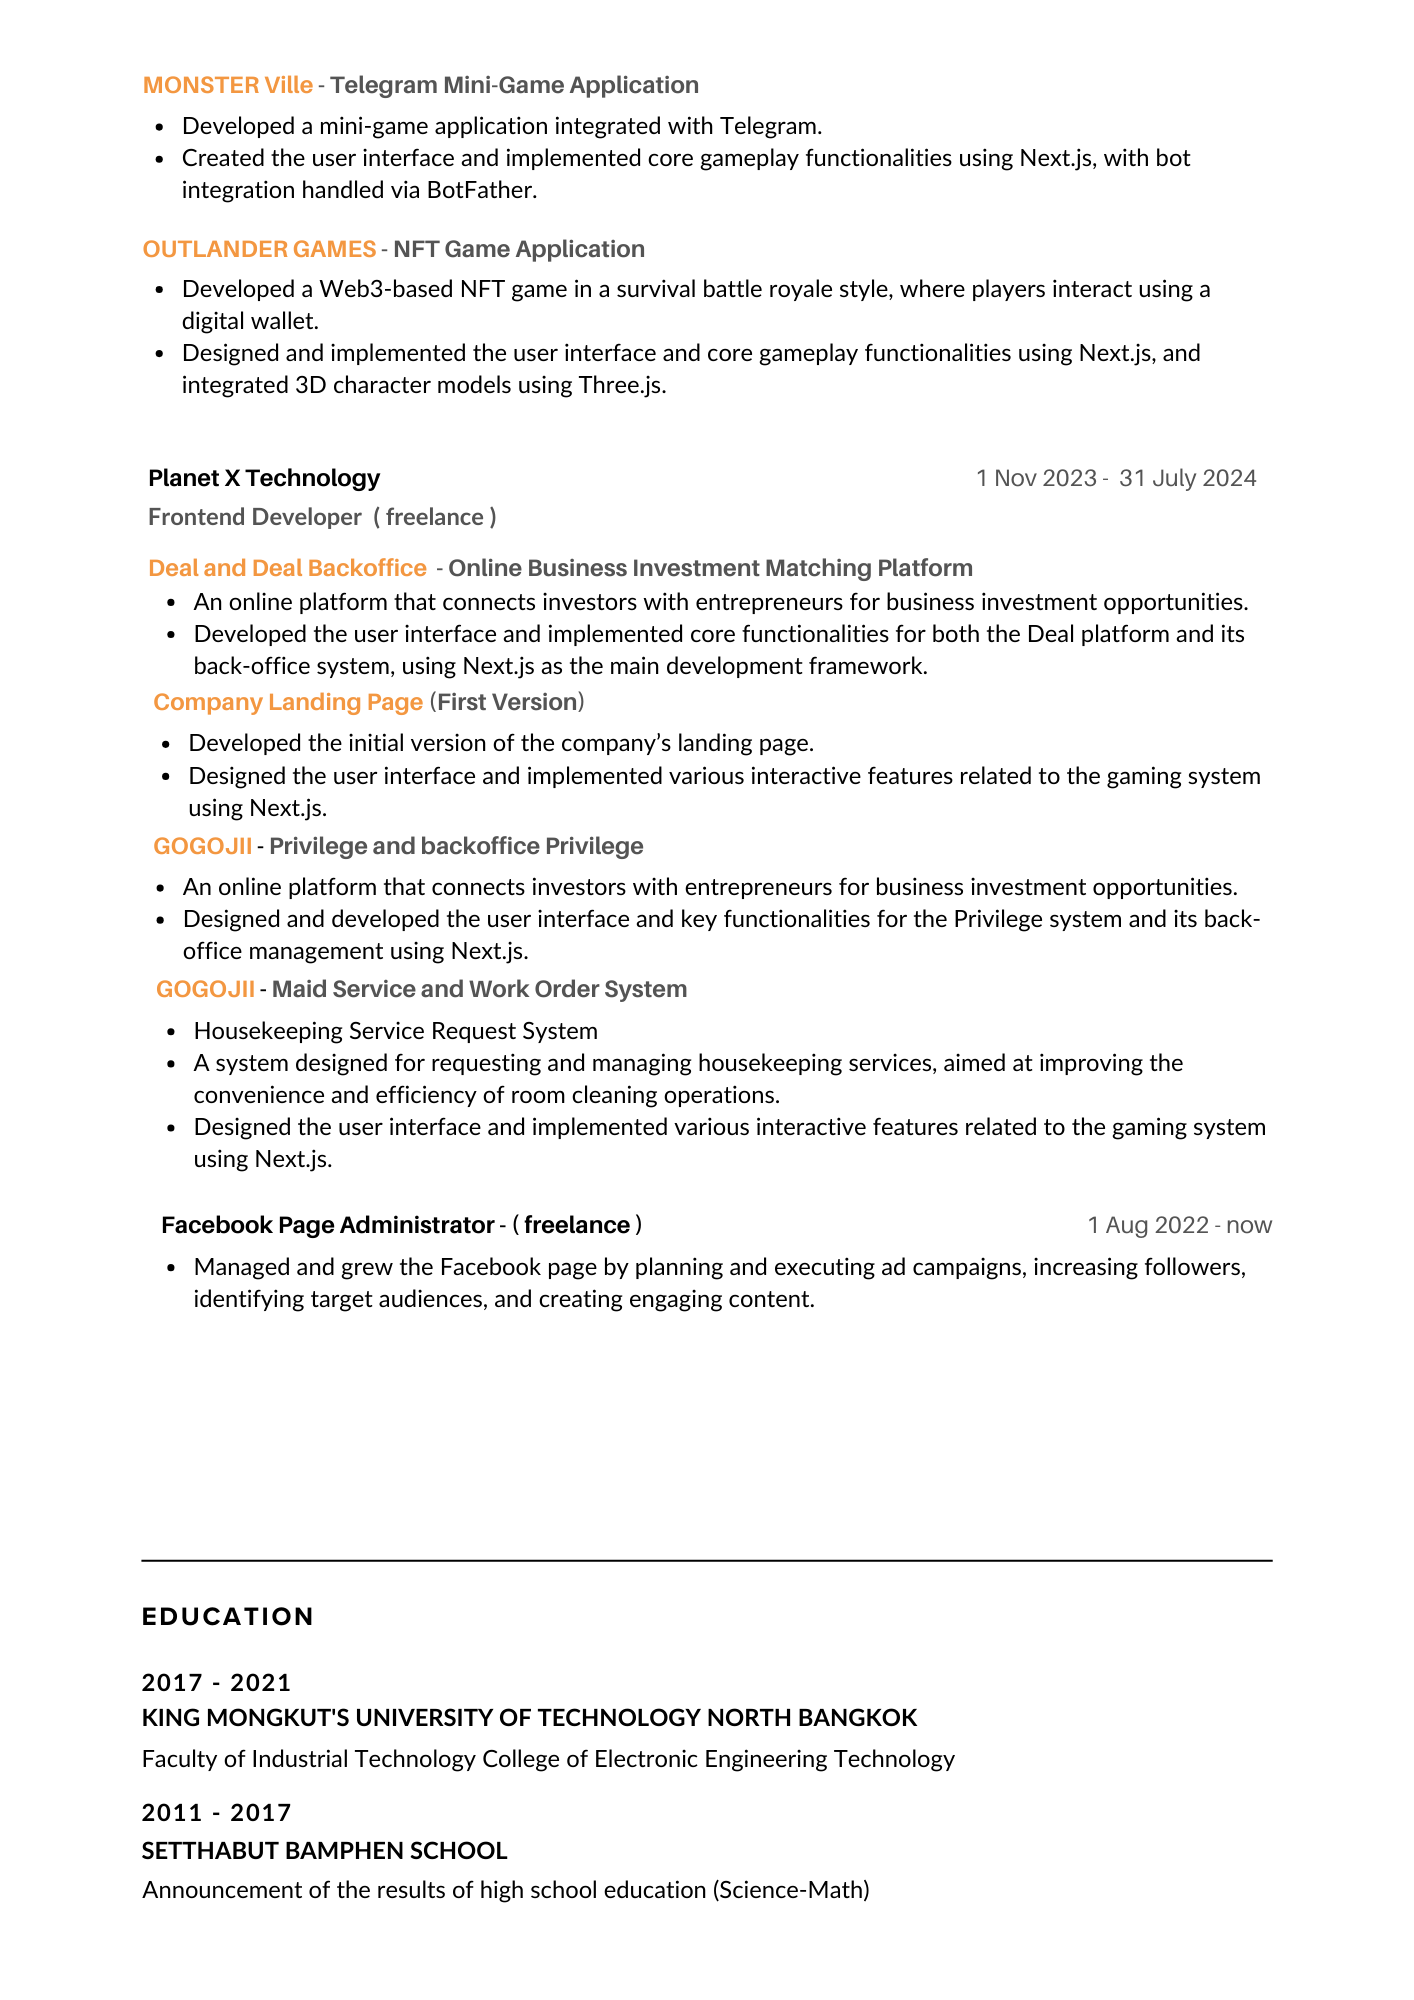 MONSTER Ville - Telegram Mini-Game Application
• Developed a mini-game application integrated with Telegram.
• Created the user interface and implemented core gameplay functionalities using Next.js, with bot
integration handled via BotFather.
OUTLANDER GAMES - NFT Game Application
• Developed a Web3-based NFT game in a survival battle royale style, where players interact using a
digital wallet.
• Designed and implemented the user interface and core gameplay functionalities using Next.js, and
integrated 3D character models using Three.js.
Planet X Technology 1 Nov 2023 - 31 July 2024
Frontend Developer ( freelance )
Deal and Deal Backoffice - Online Business Investment Matching Platform
• An online platform that connects investors with entrepreneurs for business investment opportunities.
• Developed the user interface and implemented core functionalities for both the Deal platform and its
back-office system, using Next.js as the main development framework.
Company Landing Page (First Version)
• Developed the initial version of the company’s landing page.
• Designed the user interface and implemented various interactive features related to the gaming system
using Next.js.
GOGOJII - Privilege and backoffice Privilege
• An online platform that connects investors with entrepreneurs for business investment opportunities.
• Designed and developed the user interface and key functionalities for the Privilege system and its back-
office management using Next.js.
GOGOJII - Maid Service and Work Order System
• Housekeeping Service Request System
• A system designed for requesting and managing housekeeping services, aimed at improving the
convenience and efficiency of room cleaning operations.
• Designed the user interface and implemented various interactive features related to the gaming system
using Next.js.
Facebook Page Administrator - ( freelance ) 1 Aug 2022 - now
• Managed and grew the Facebook page by planning and executing ad campaigns, increasing followers,
identifying target audiences, and creating engaging content.
EDUCATION
2017 - 2021
KING MONGKUT'S UNIVERSITY OF TECHNOLOGY NORTH BANGKOK
Faculty of Industrial Technology College of Electronic Engineering Technology
2011 - 2017
SETTHABUT BAMPHEN SCHOOL
Announcement of the results of high school education (Science-Math)